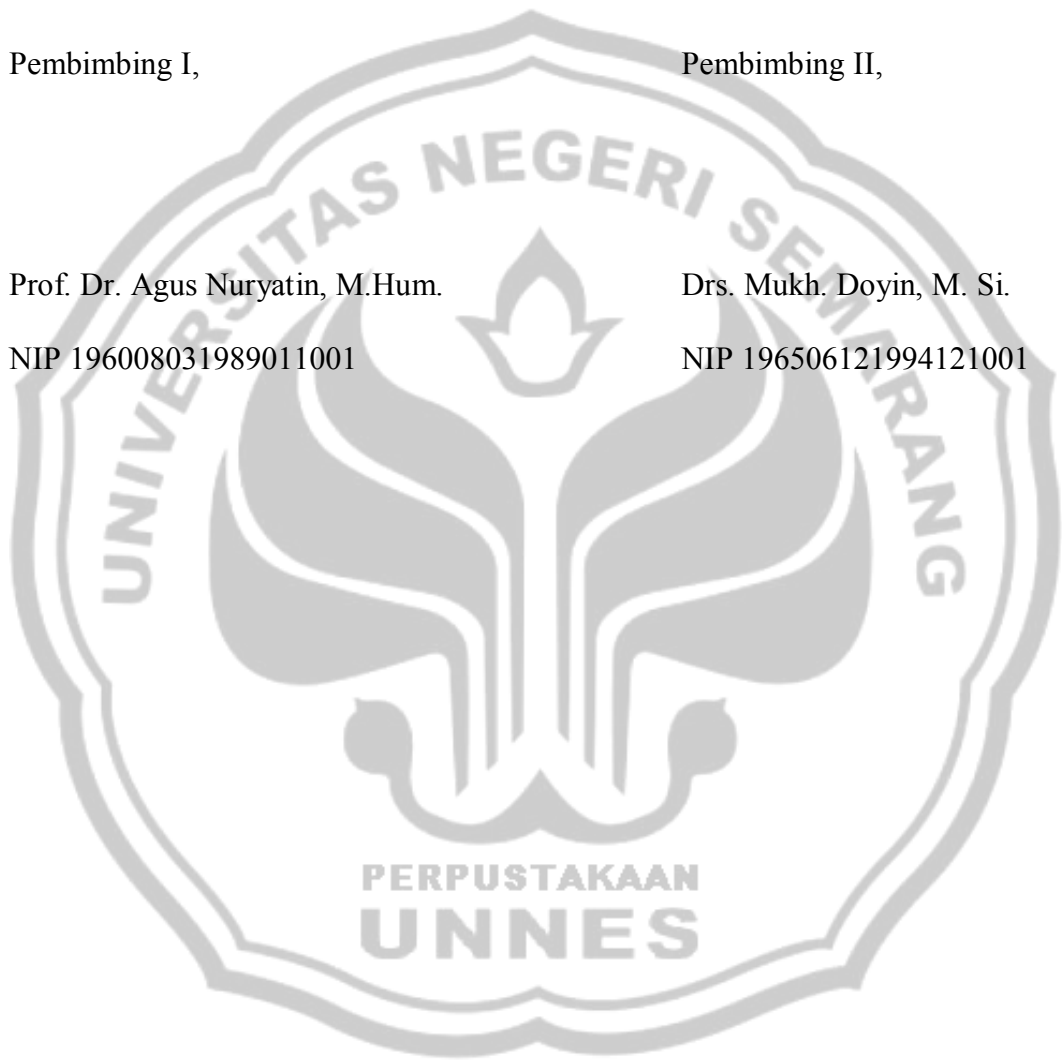 Pembimbing I,
Pembimbing II,
UNIVERSITAS NEGERI SEMARANG
Prof. Dr. Agus Nuryatin, M.Hum.
Drs. Mukh. Doyin, M. Si.
NIP 196008031989011001
NIP 196506121994121001
PERPUSTAKAAN
UNNES